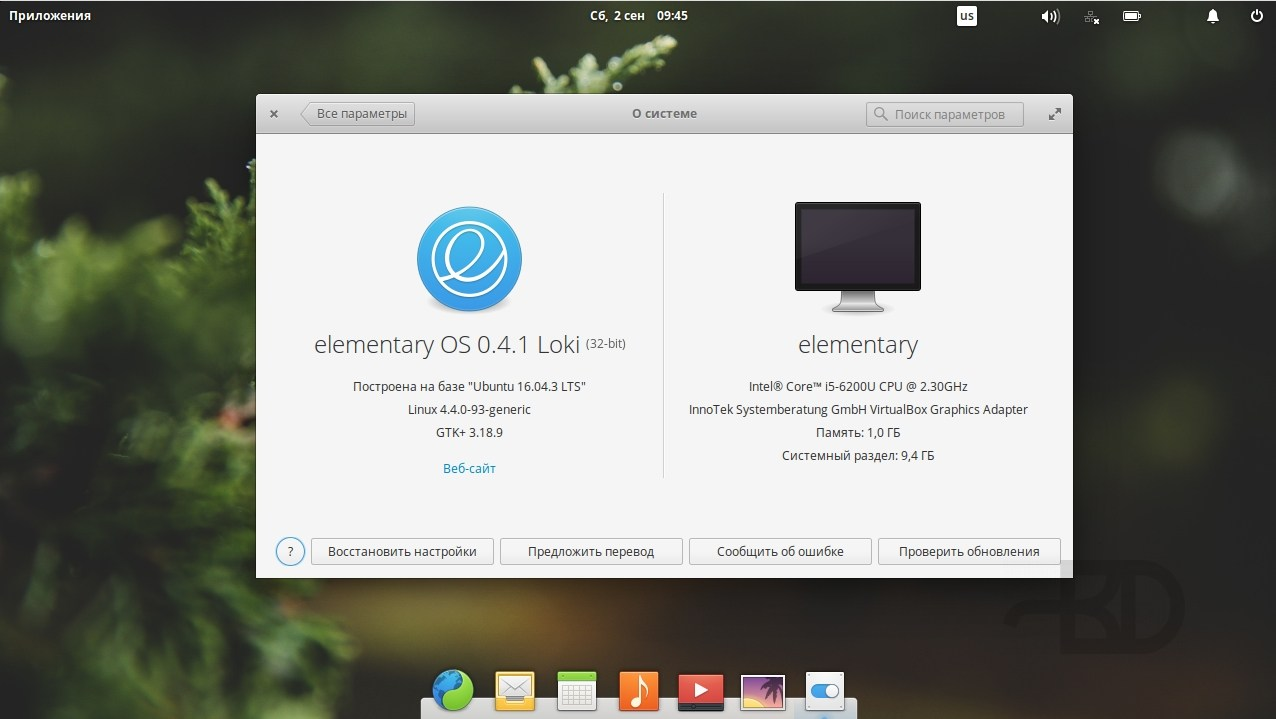 Приложения
Сб, 2 сен 09:45
us
Все параметры
О системе
Поиск параметров
elementary OS 0.4.1 Loki (32-bit)
Построена на базе "Ubuntu 16.04.3 LTS"
Linux 4.4.0-93-generic
GTK+ 3.18.9
Веб-сайт
elementary
Intel® Core™ i5-6200U CPU @ 2.30GHz
InnoTek Systemberatung GmbH VirtualBox Graphics Adapter
Память: 1,0 ГБ
Системный раздел: 9,4 ГБ
?
Восстановить настройки
Предложить перевод
Сообщить об ошибке
Проверить обновления